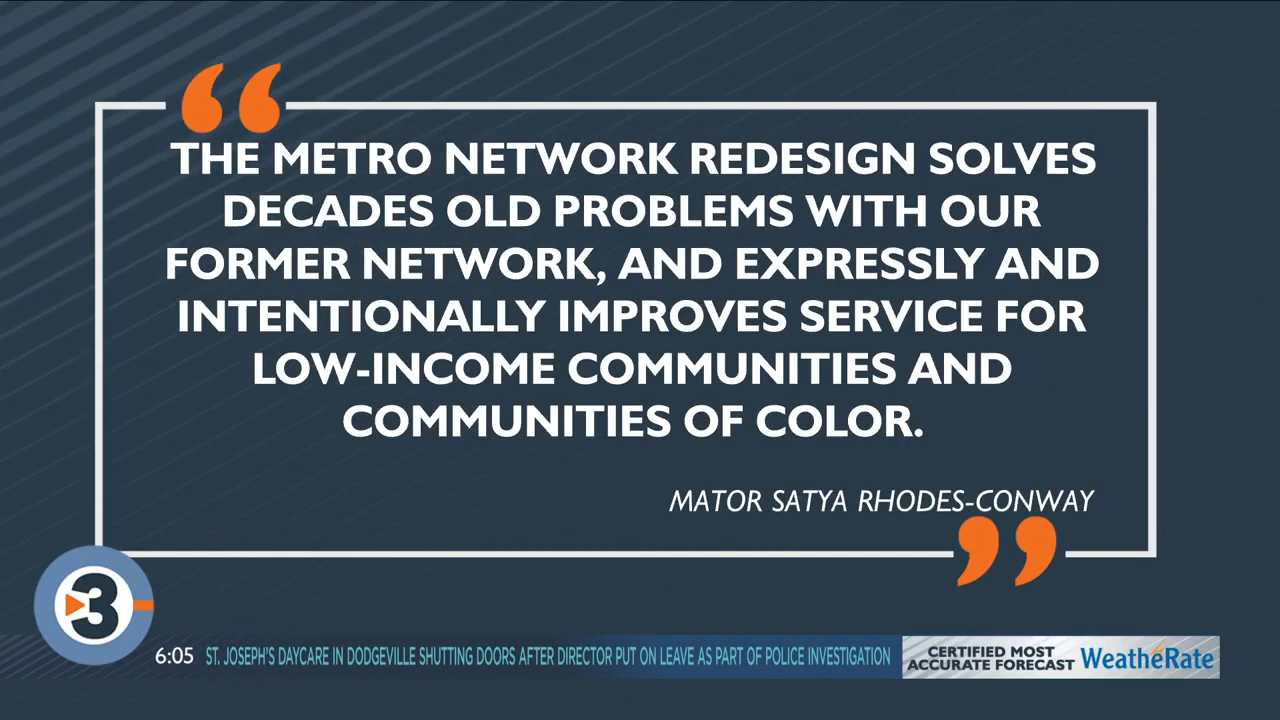 “
THE METRO NETWORK REDESIGN SOLVES
DECADES OLD PROBLEMS WITH OUR
FORMER NETWORK, AND EXPRESSLY AND
INTENTIONALLY IMPROVES SERVICE FOR
LOW-INCOME COMMUNITIES AND
COMMUNITIES OF COLOR.
MATOR SATYA RHODES-CONWAY
”
3
6:05 ST. JOSEPH'S DAYCARE IN DODGEVILLE SHUTTING DOORS AFTER DIRECTOR PUT ON LEAVE AS PART OF POLICE INVESTIGATION
CERTIFIED MOST
ACCURATE FORECAST
WeatheRate